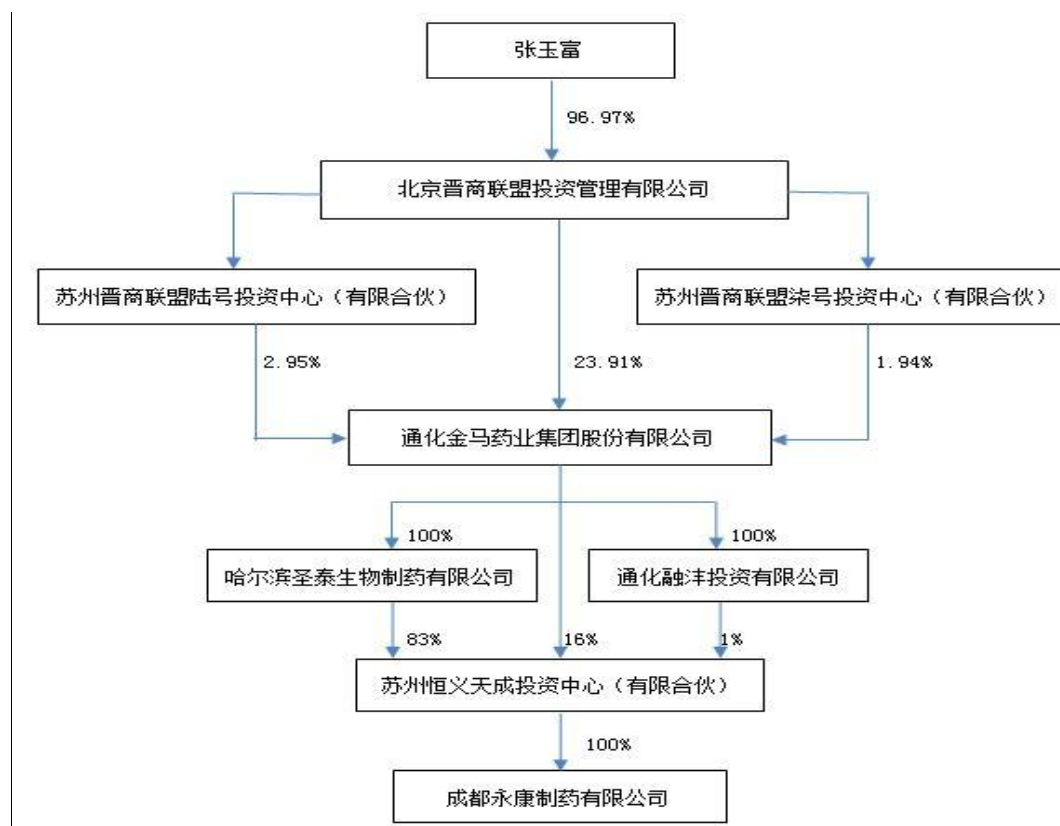 张玉富
96.97%
北京晋商联盟投资管理有限公司
苏州晋商联盟陆号投资中心（有限合伙）
苏州晋商联盟柒号投资中心（有限合伙）
2.95%
23.91%
1.94%
通化金马药业集团股份有限公司
100%
100%
哈尔滨圣泰生物制药有限公司
通化融沣投资有限公司
83%
16%
1%
苏州恒义天成投资中心（有限合伙）
100%
成都永康制药有限公司